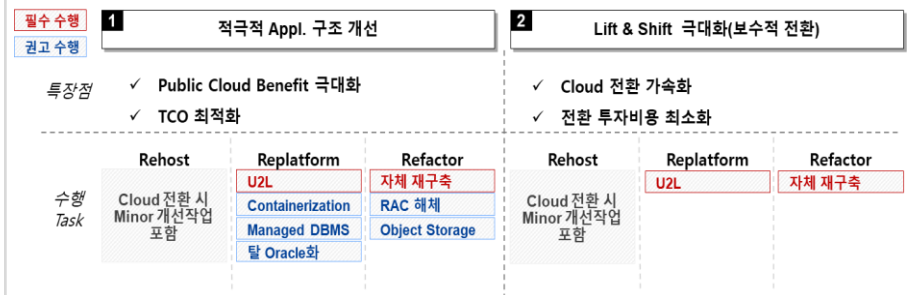 필수 수행
권고 수행
1
적극적 Appl. 구조 개선
2
Lift & Shift 극대화(보수적 전환)
특장점
✓ Public Cloud Benefit 극대화
✓ TCO 최적화
✓ Cloud 전환 가속화
✓ 전환 투자비용 최소화
수행
Task
Rehost
Cloud 전환 시
Minor 개선작업
포함
Replatform
U2L
Containerization
Managed DBMS
탈 Oracle화
Refactor
자체 재구축
RAC 해체
Object Storage
Rehost
Cloud 전환 시
Minor 개선작업
포함
Replatform
U2L
Refactor
자체 재구축